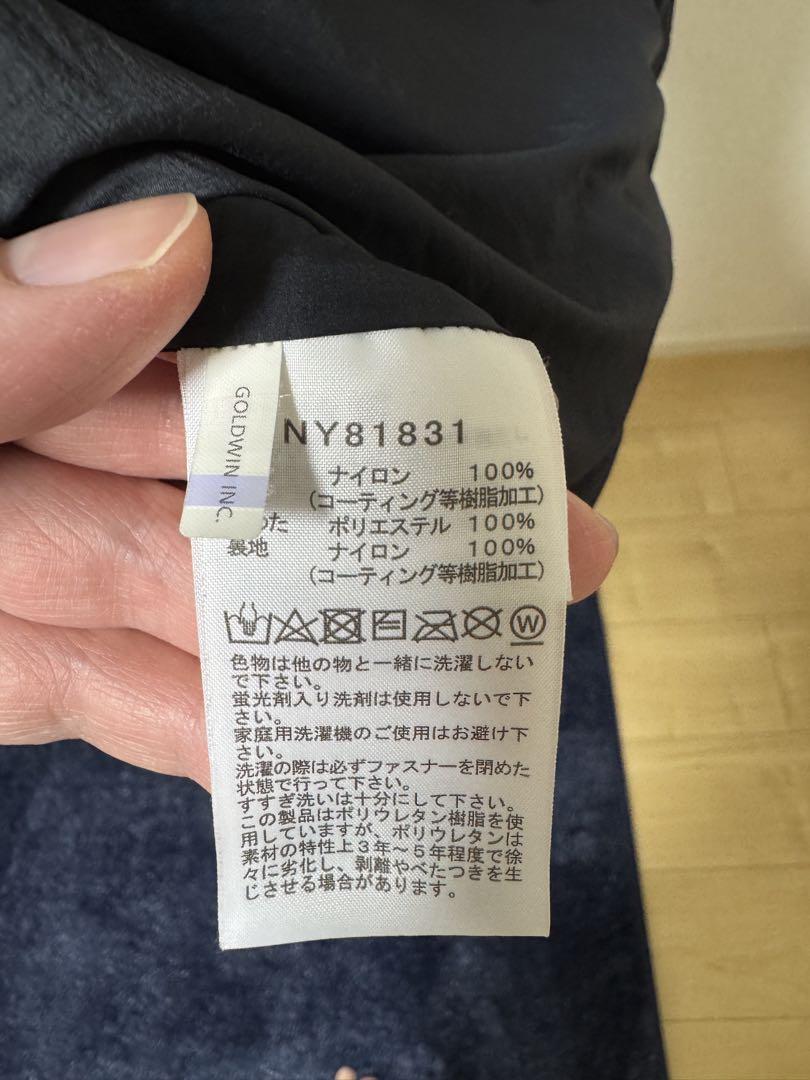 GOLDWIN INC.
NY81831
ナイロン 100%
(コーティング等樹脂加工)
ポリエステル 100%
裏地 ナイロン 100%
(コーティング等樹脂加工)
W
色物は他の物と一緒に洗濯しない
で下さい。
蛍光剤入り洗剤は使用しないで下
さい。
家庭用洗濯機のご使用はお避け下
さい。
洗濯の際は必ずファスナーを閉めた
状態で行って下さい。
すすぎ洗いは十分にして下さい。
この製品はポリウレタン樹脂を使
用していますが、ポリウレタンは
素材の特性上3年～5年程度で徐
々に劣化し、剥離やべたつきを生
じさせる場合があります。